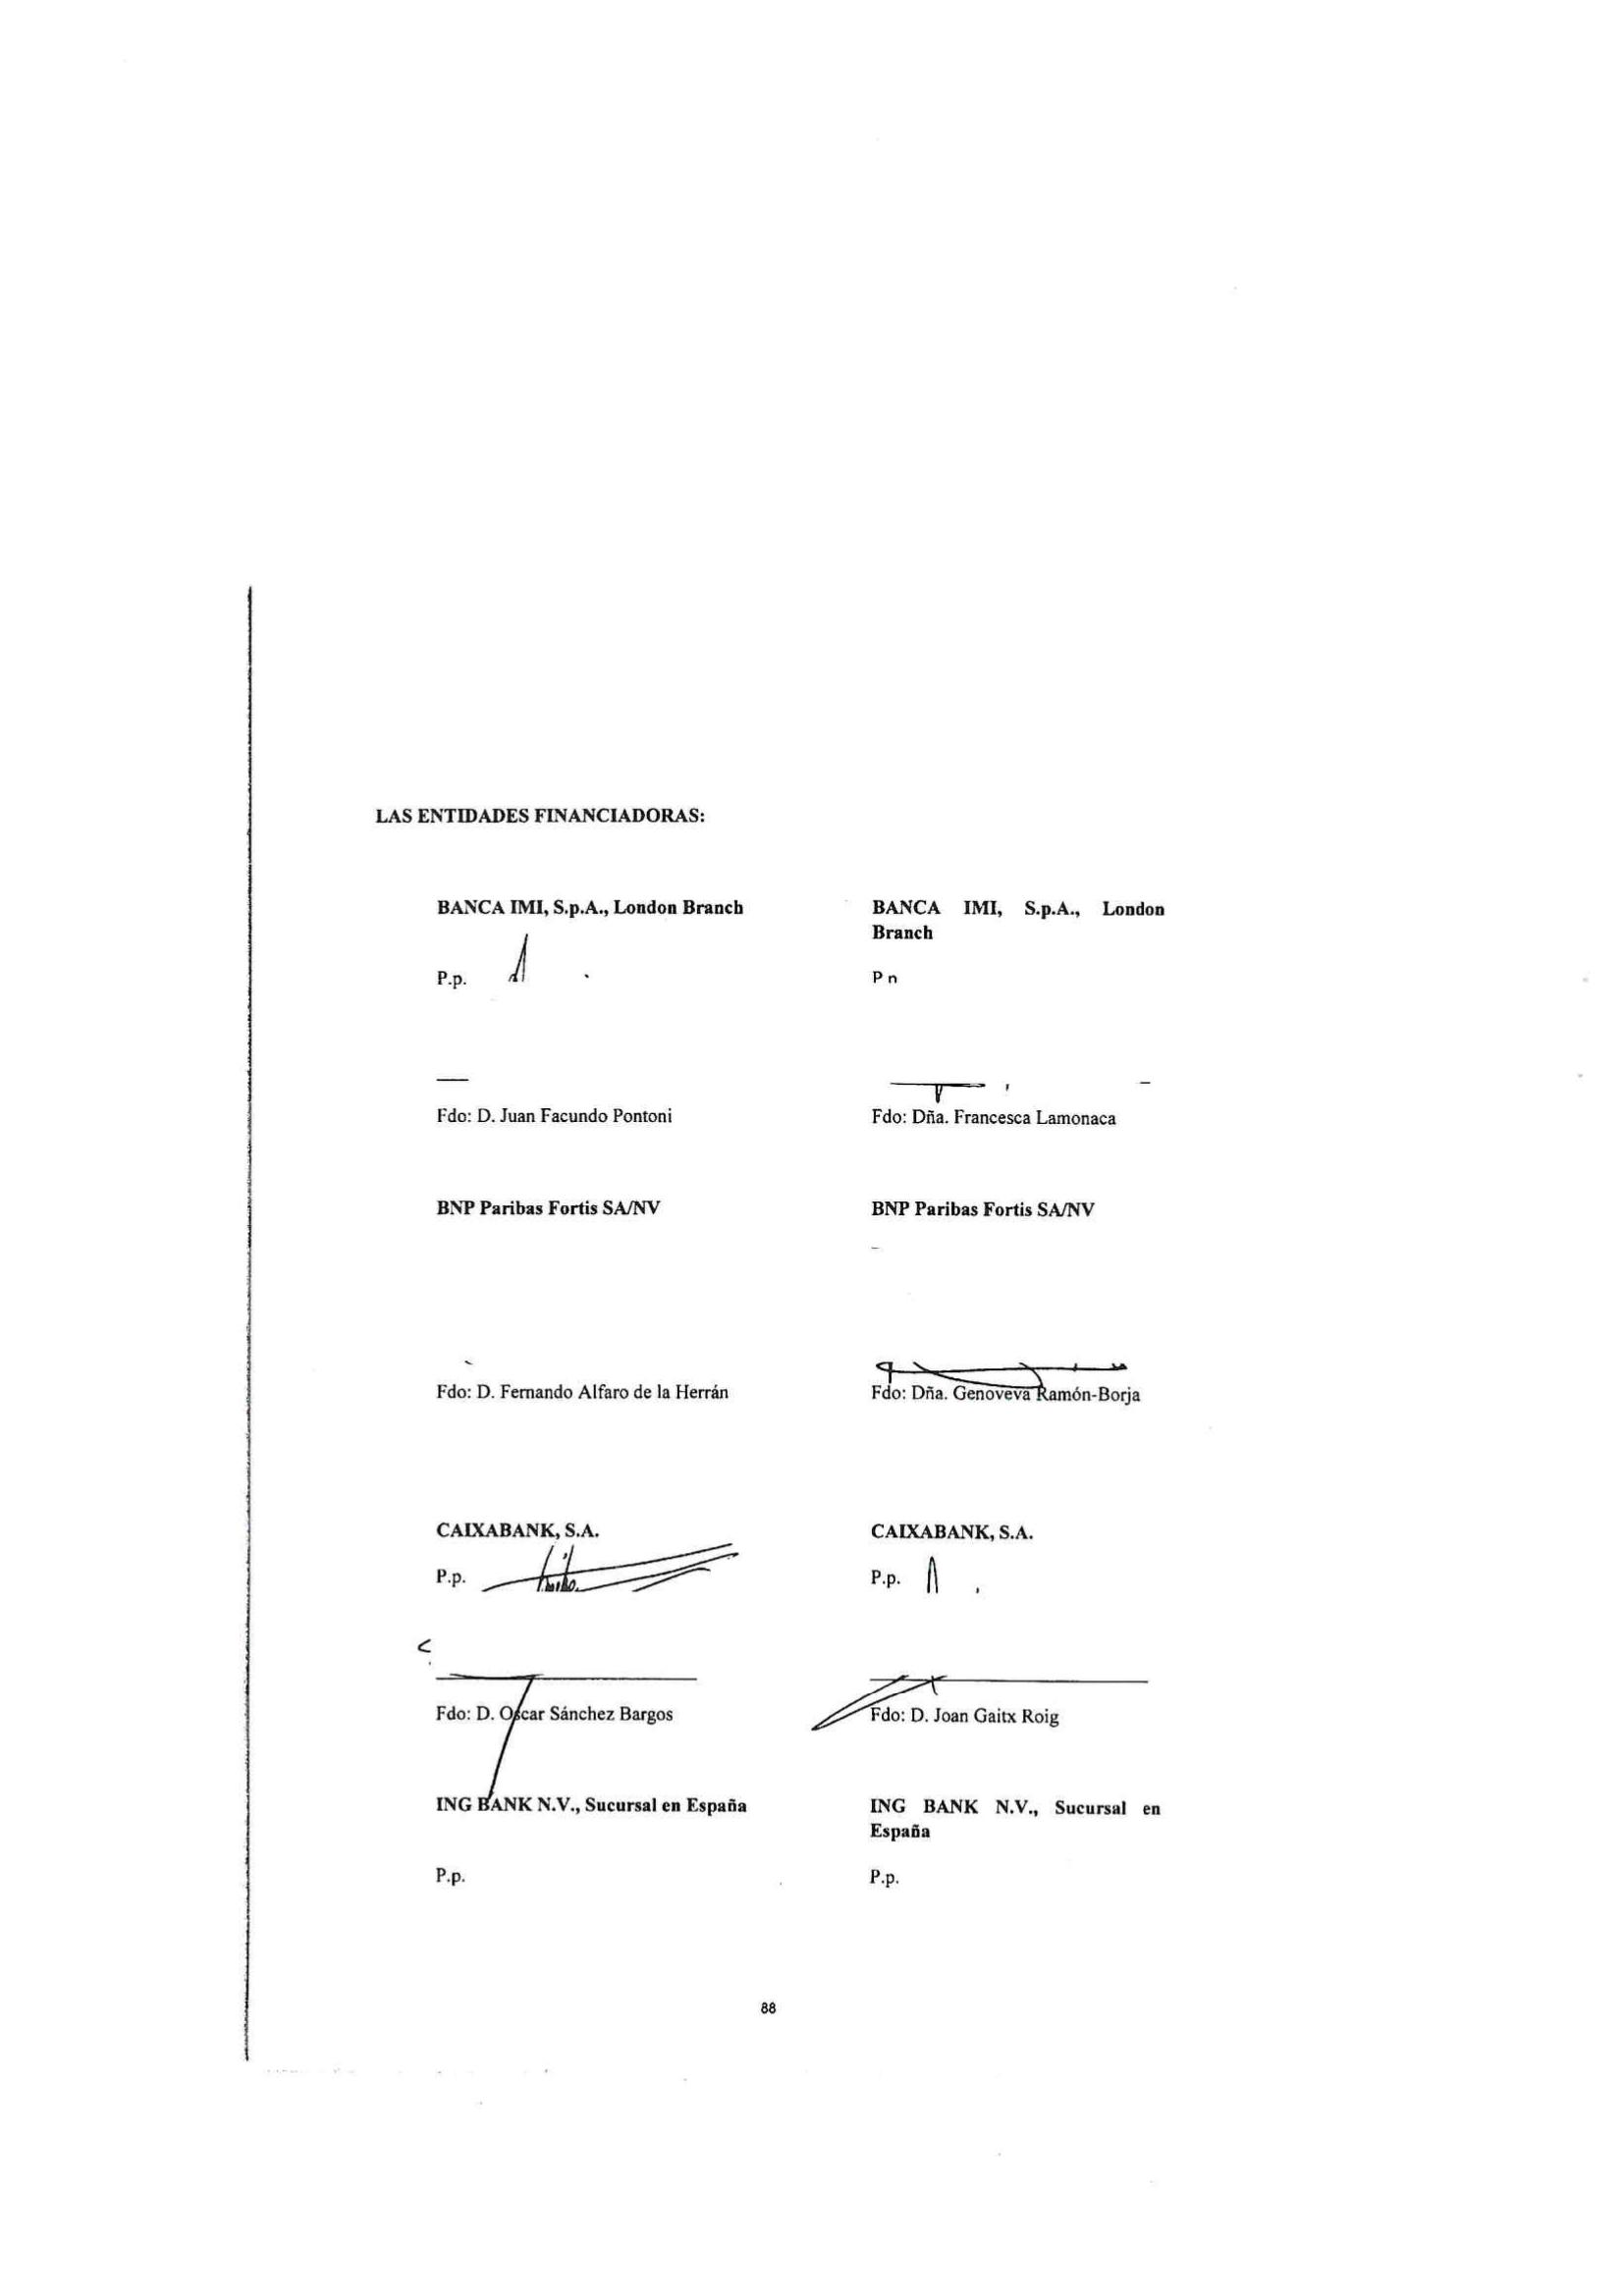 LAS ENTIDADES FINANCIADORAS:
BANCA IMI, S.p.A., London Branch
P.p.
Fdo: D. Juan Facundo Pontoni
BANCA IMI, S.p.A., London
Branch
P n
Fdo: Dña. Francesca Lamonaca
BNP Paribas Fortis SA/NV
Fdo: D. Fernando Alfaro de la Herrán
BNP Paribas Fortis SA/NV
Fdo: Dña. Genoveva Ramón-Borja
CAIXABANK, S.A.
P.p.
Fdo: D. Oscar Sánchez Bargos
CAIXABANK, S.A.
P.p.
Fdo: D. Joan Gaitx Roig
ING BANK N.V., Sucursal en España
P.p.
ING BANK N.V., Sucursal en
España
P.p.
88